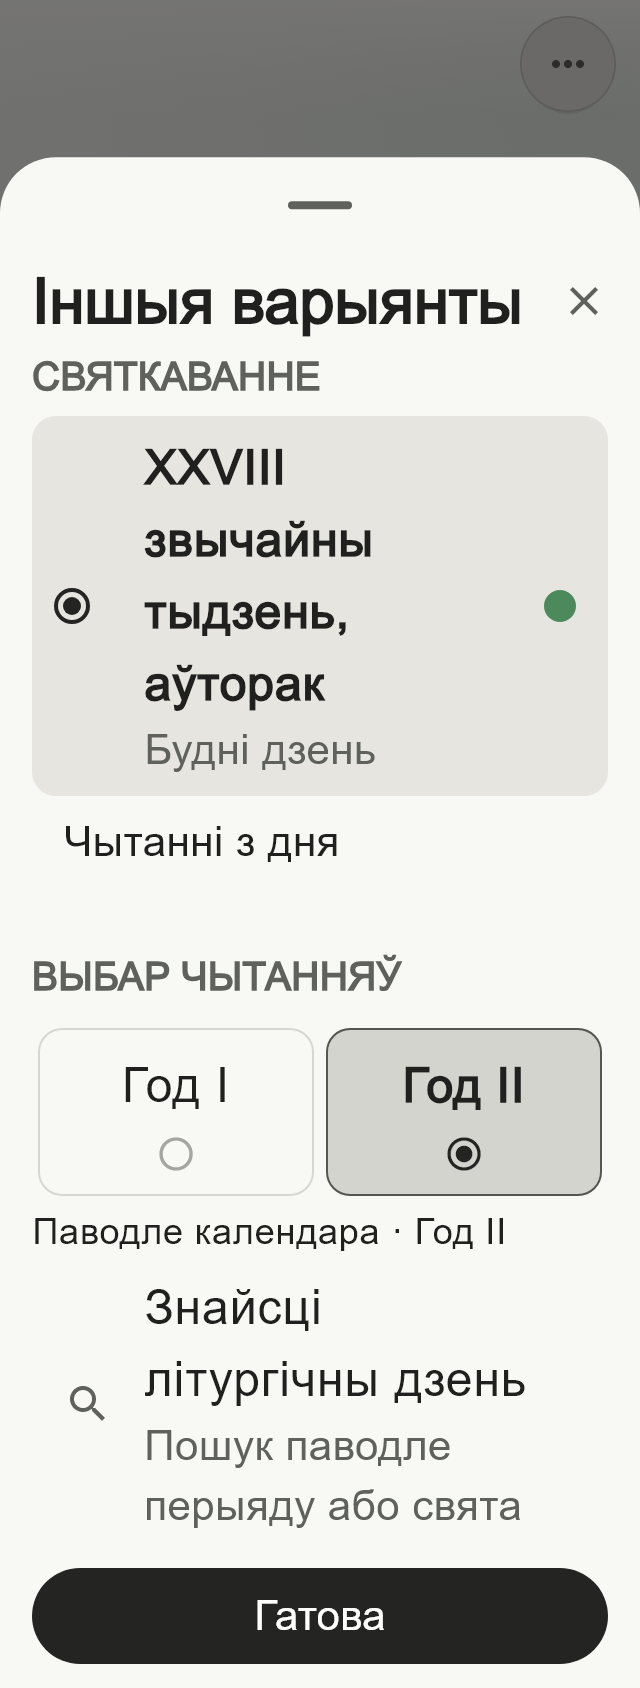 Іншыя варыянты
СВЯТКАВАННЕ
XXVIII
звычайны
тыдзень,
аўторак
Будні дзень
Чытанні з дня
ВЫБАР ЧЫТАННЯЎ
Год I
Год II
Паводле календара · Год II
Знайсці
літургічны дзень
Пошук паводле
перыяду або свята
Гатова